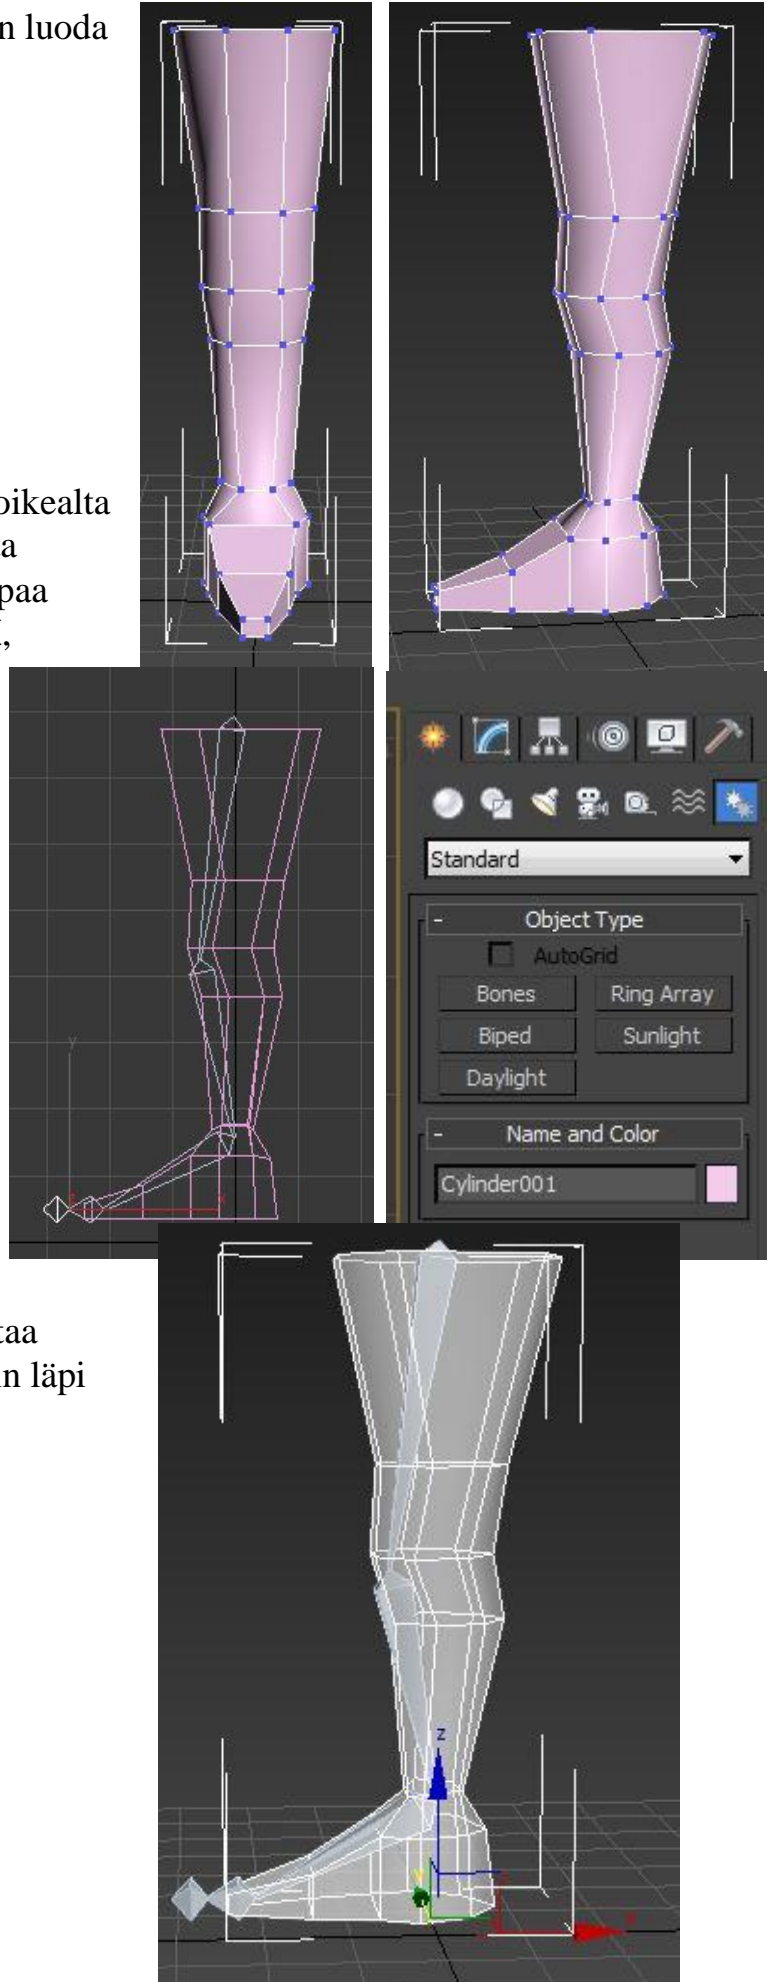 n luoda
oikealta
a
paa
,
Standard
- Object Type
AutoGrid
Bones Ring Array
Biped Sunlight
Daylight
- Name and Color
Cylinder001
y
x
taa
n läpi
z
y
x